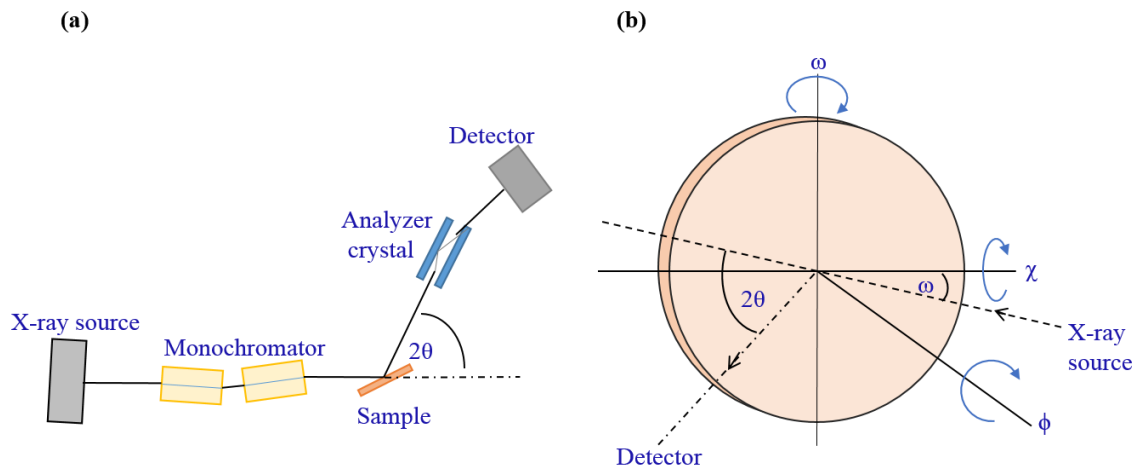 (a)
Detector
Analyzer
crystal
X-ray source
Monochromator
2θ
Sample
(b)
ω
χ
ω
2θ
X-ray
source
ϕ
Detector